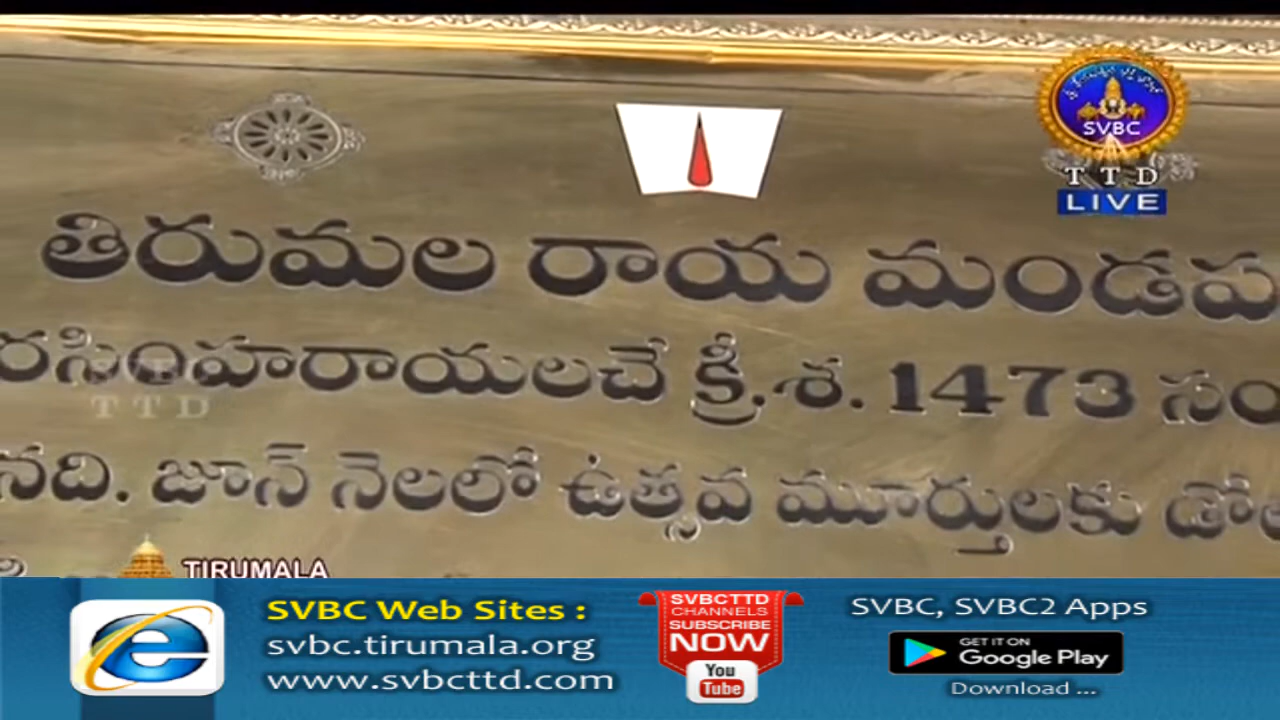 SVBC
TTD
LIVE
తిరుమల రాయ మండప
రసింహరాయలచే క్రీ.శ. 1473 సం
TTD
నది. జూన్ నెలలో ఉత్సవ మూర్తులకు డో
TIRUMALA
SVBC Web Sites :
svbc.tirumala.org
www.svbcttd.com
SVBCTTD
CHANNELS
SUBSCRIBE
NOW
You
Tube
SVBC, SVBC2 Apps
GET IT ON
Google Play
Download ...